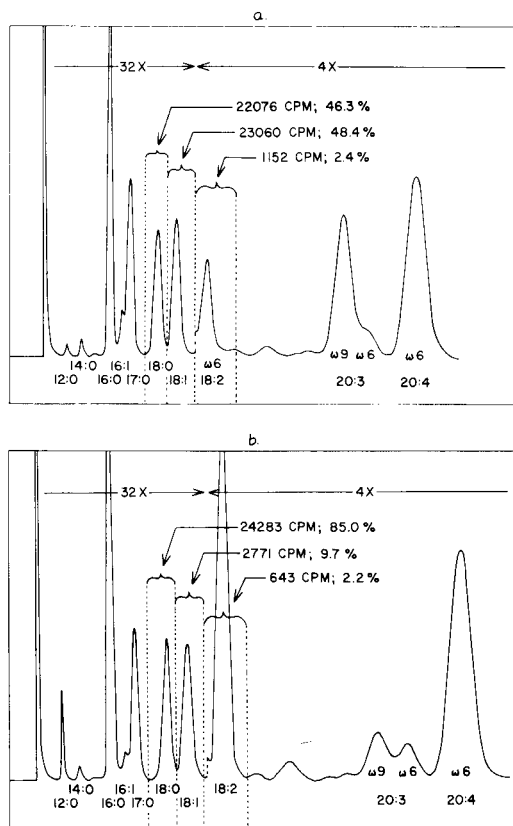 a.
32X
4X
22076 CPM; 46.3 %
23060 CPM; 48.4 %
1152 CPM; 2.4 %
14:0 16:1 18:0 ω6 ω9 ω6 ω6
12:0 16:0 17:0 18:1 18:2 20:3 20:4
b.
32X
4X
24283 CPM; 85.0 %
2771 CPM; 9.7 %
643 CPM; 2.2 %
14:0 16:1 18:0 18:2 ω9 ω6 ω6
12:0 16:0 17:0 18:1 20:3 20:4